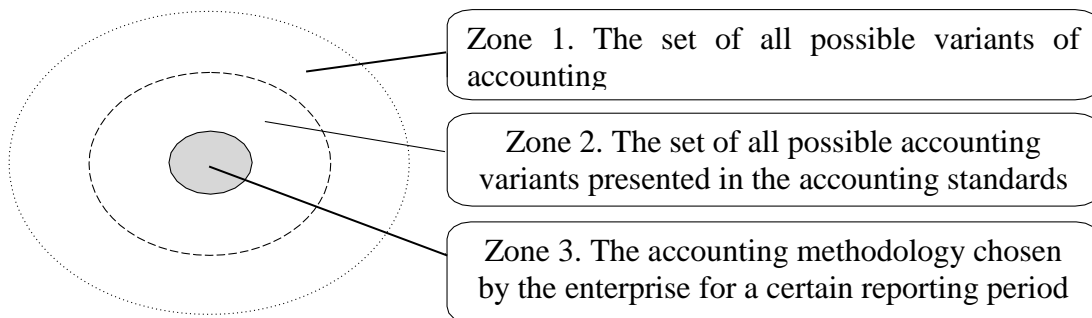 Zone 1. The set of all possible variants of
accounting
Zone 2. The set of all possible accounting
variants presented in the accounting standards
Zone 3. The accounting methodology chosen
by the enterprise for a certain reporting period